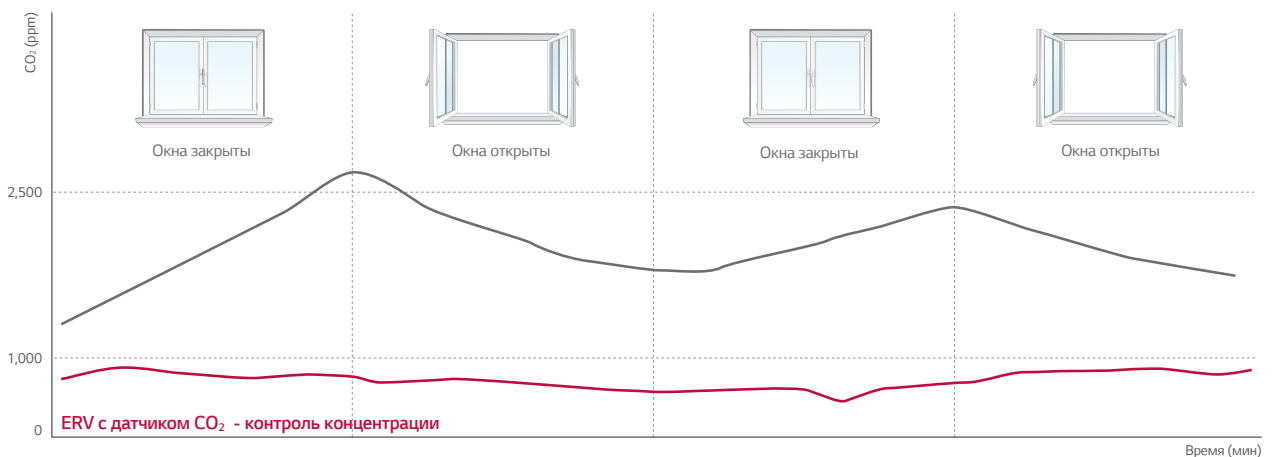 CO₂ (ppm)
Окна закрыты
Окна открыты
Окна закрыты
Окна открыты
2,500
1,000
ERV с датчиком CO₂ - контроль концентрации
0
Время (мин)